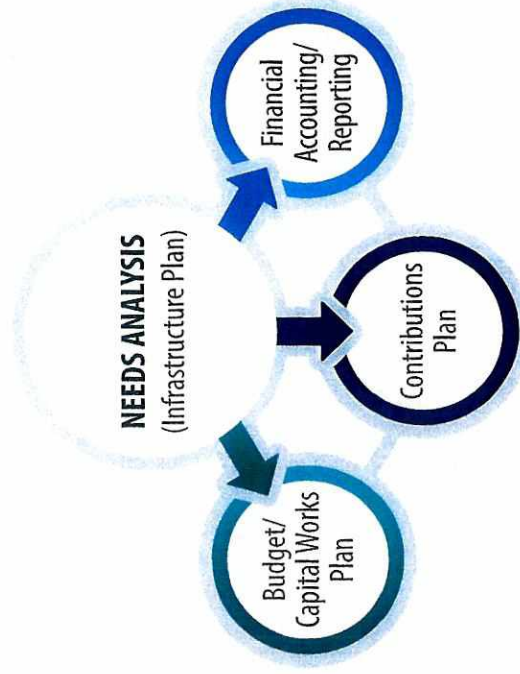 NEEDS ANALYSIS
(Infrastructure Plan)
Budget/
Capital Works
Plan
Contributions
Plan
Financial
Accounting/
Reporting